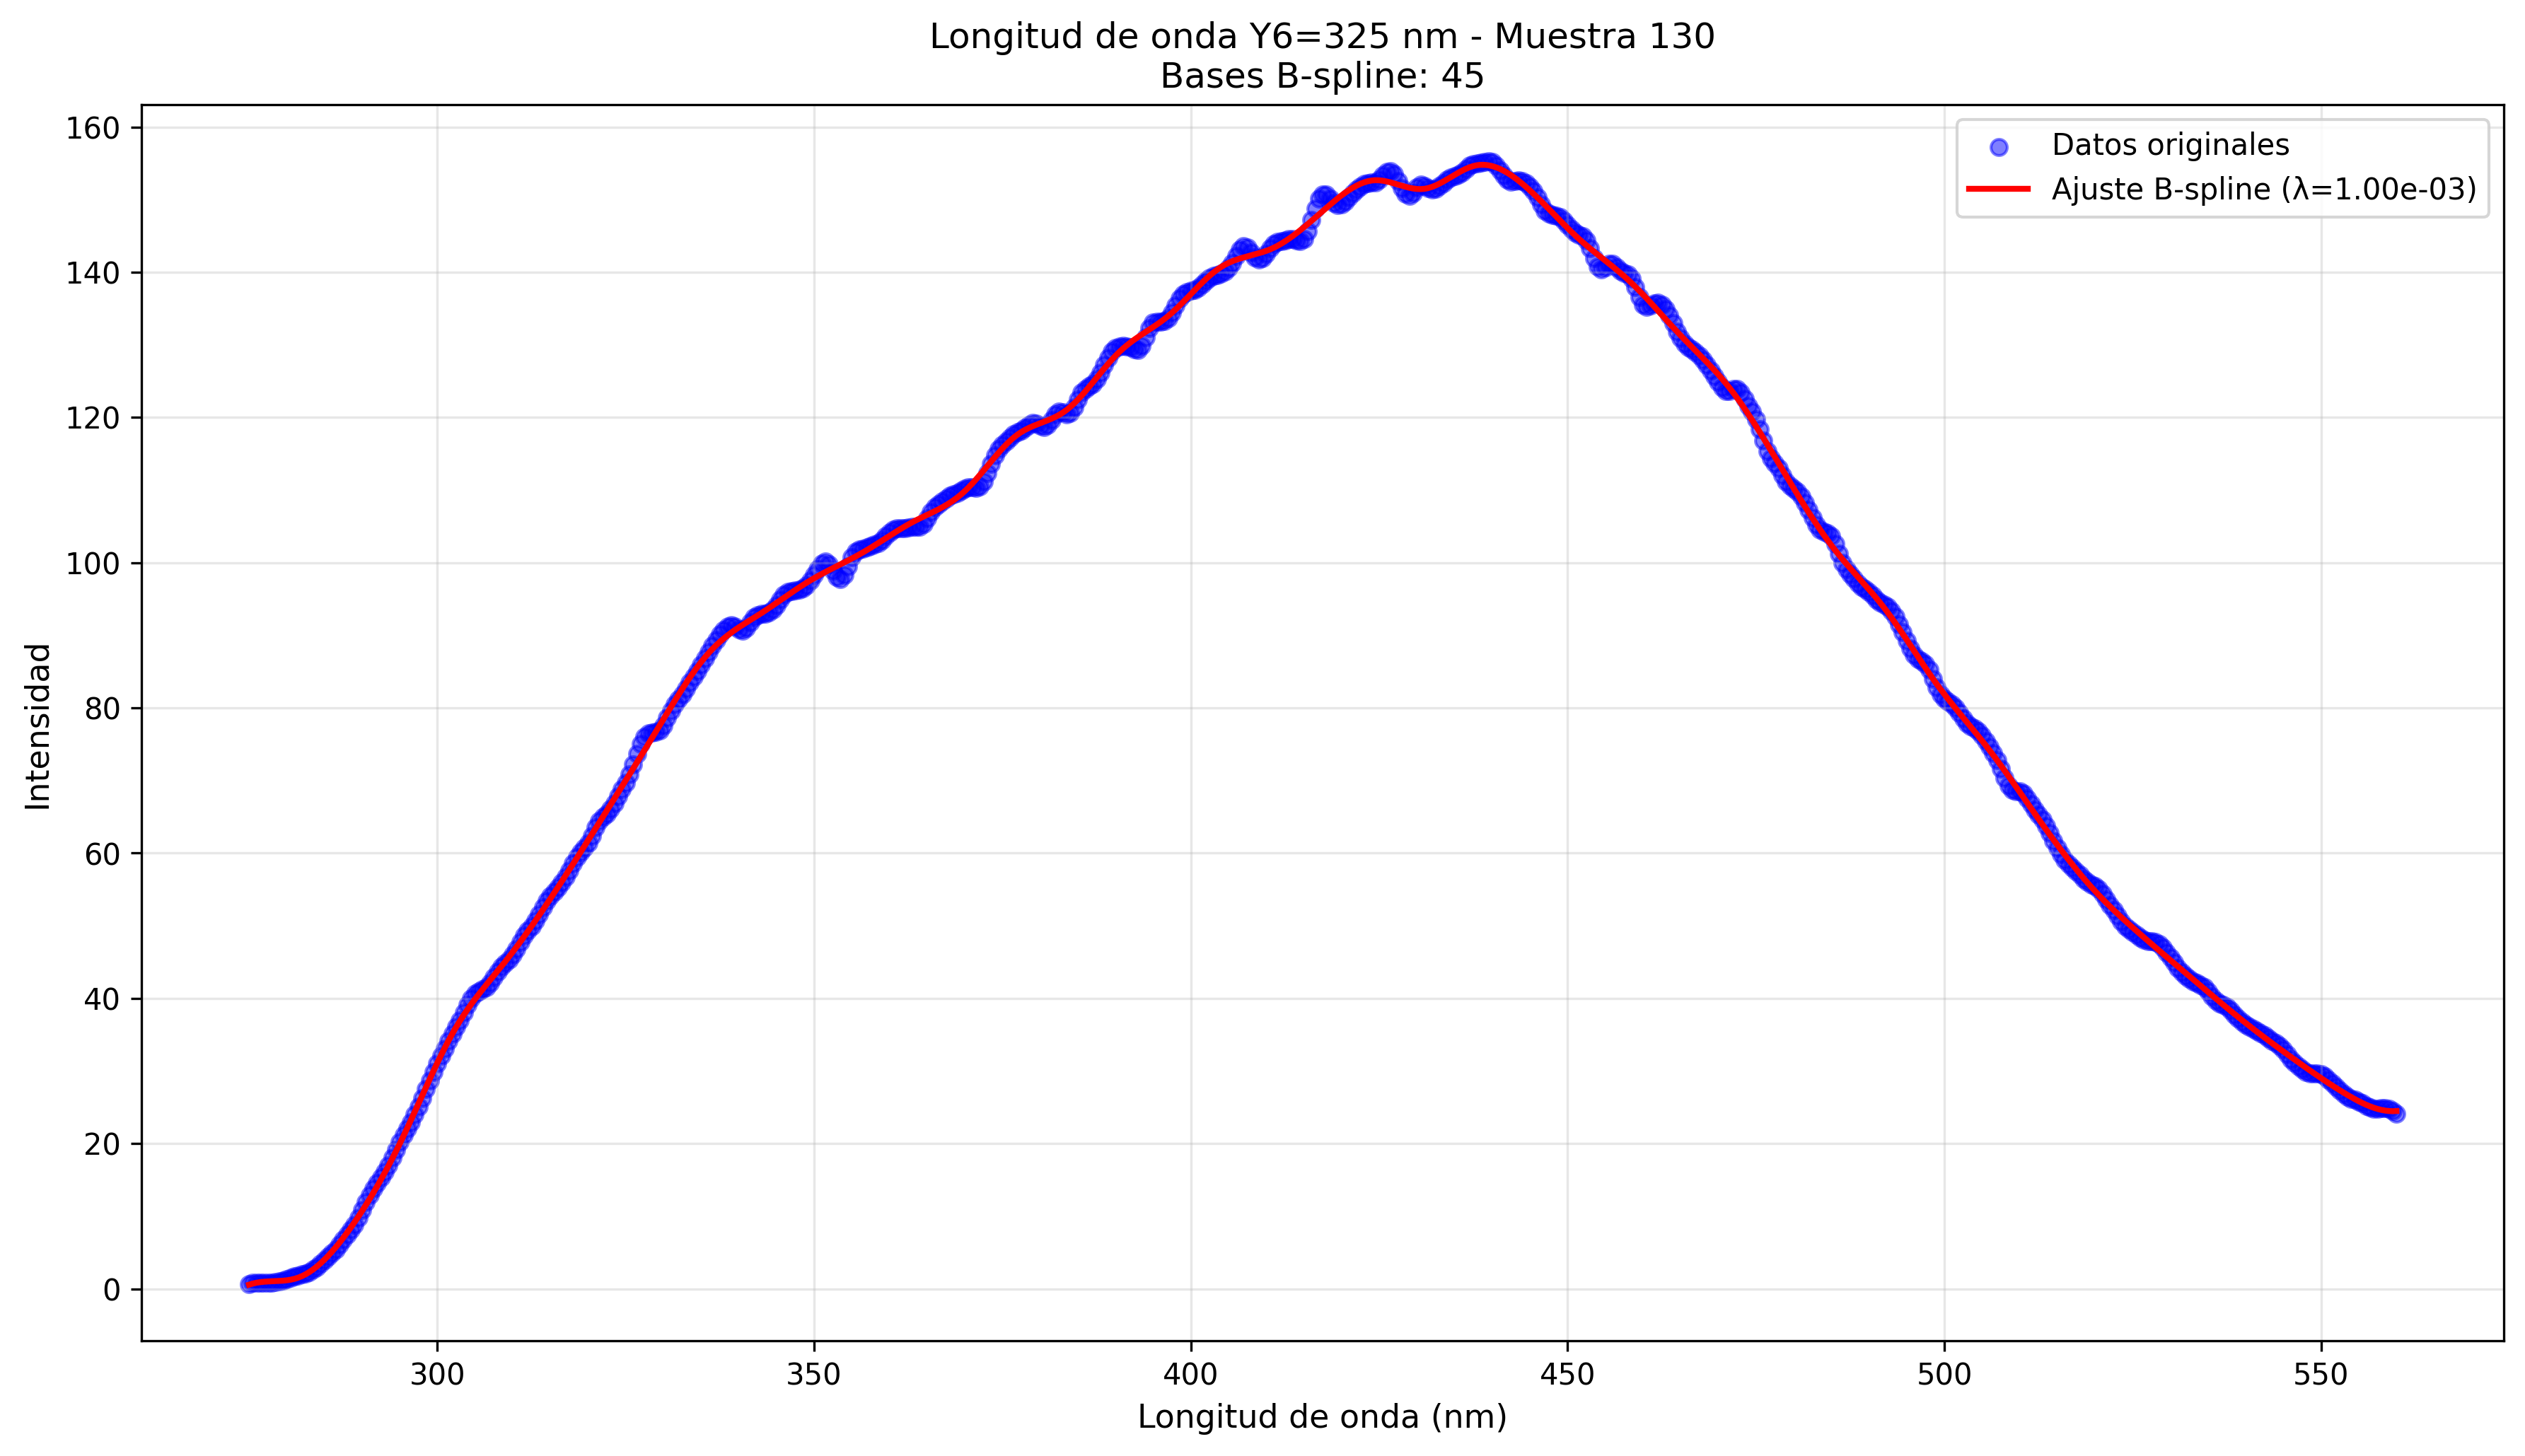 Longitud de onda Y6=325 nm - Muestra 130
Bases B-spline: 45
Datos originales
Ajuste B-spline (λ=1.00e-03)
Intensidad
160
140
120
100
80
60
40
20
0
300 350 400 450 500 550
Longitud de onda (nm)